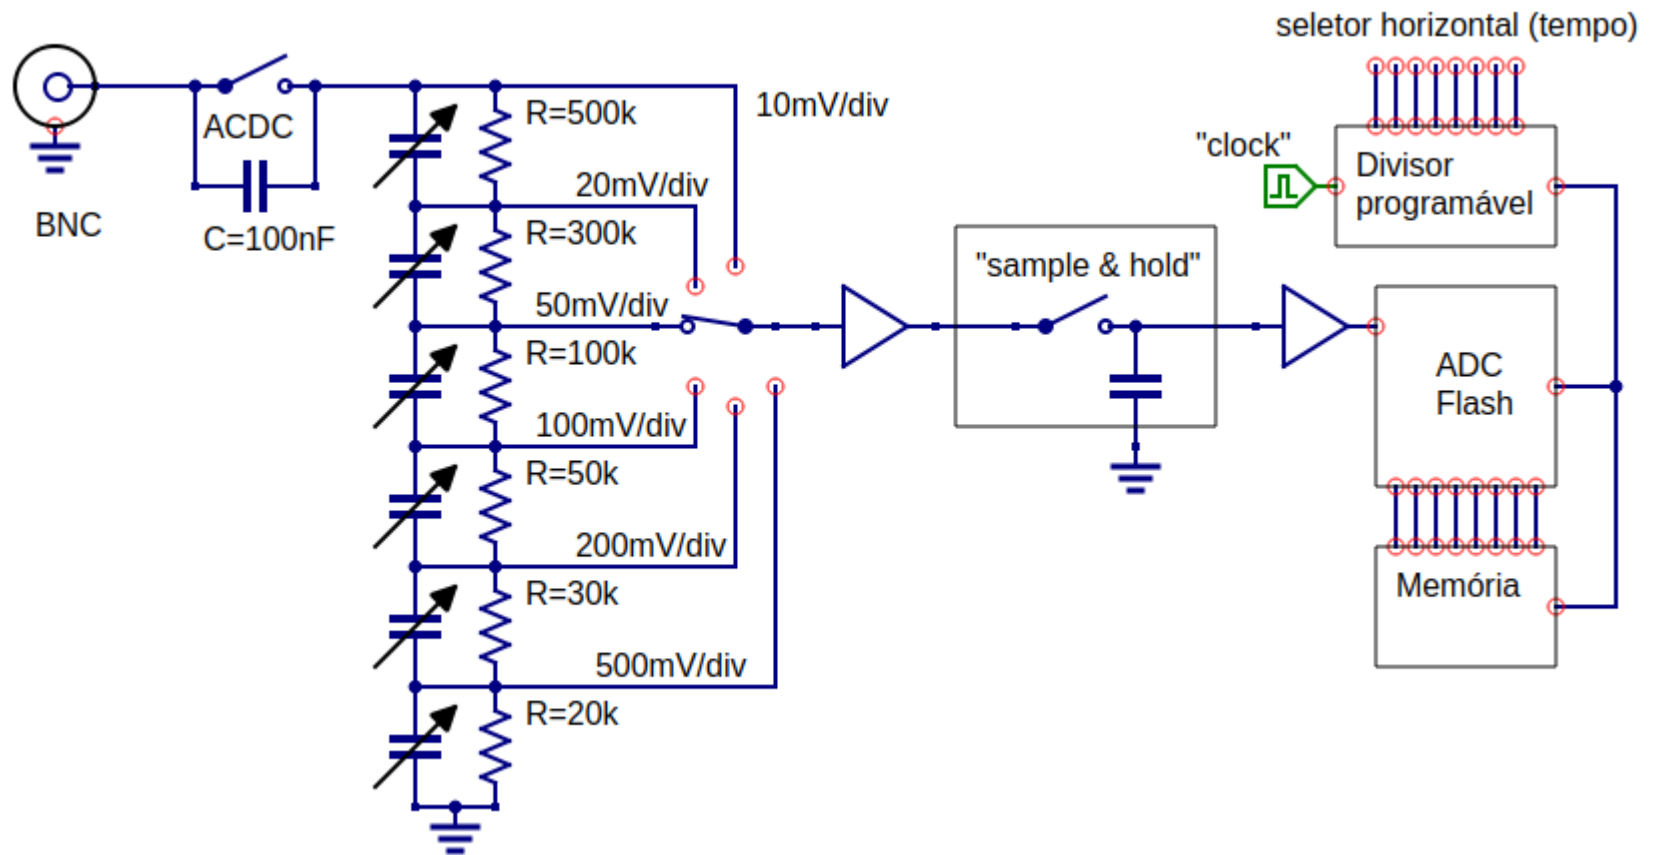 seletor horizontal (tempo)
10mV/div
R=500k
ACDC
"clock"
Divisor
programável
20mV/div
BNC
C=100nF
R=300k
"sample & hold"
50mV/div
R=100k
ADC
Flash
100mV/div
R=50k
200mV/div
R=30k
Memória
500mV/div
R=20k